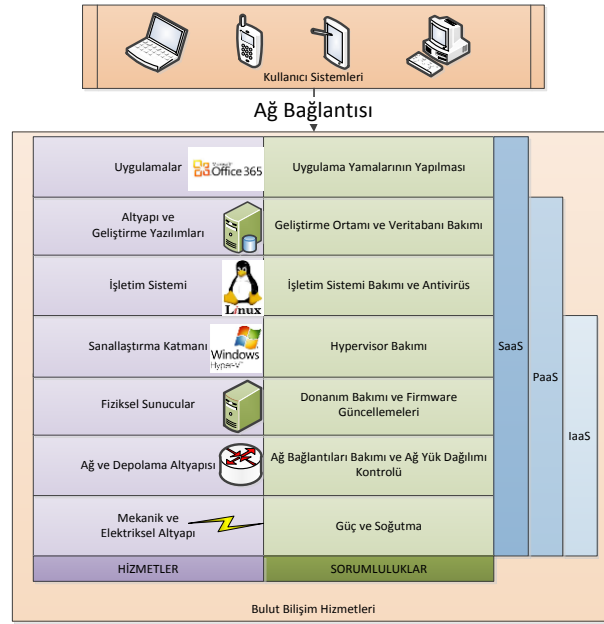 Kullanıcı Sistemleri
Ağ Bağlantısı
Uygulamalar
Office 365
Uygulama Yamalarının Yapılması
Altyapı ve
Geliştirme Yazılımları
Geliştirme Ortamı ve Veritabanı Bakımı
İşletim Sistemi
Linux
İşletim Sistemi Bakımı ve Antivirüs
Sanallaştırma Katmanı
Windows
Hyper-V
Hypervisor Bakımı
SaaS
PaaS
IaaS
Fiziksel Sunucular
Donanım Bakımı ve Firmware
Güncellemeleri
Ağ ve Depolama Altyapısı
Ağ Bağlantıları Bakımı ve Ağ Yük Dağılımı
Kontrolü
Mekanik ve
Elektriksel Altyapı
Güç ve Soğutma
HİZMETLER
SORUMLULUKLAR
Bulut Bilişim Hizmetleri